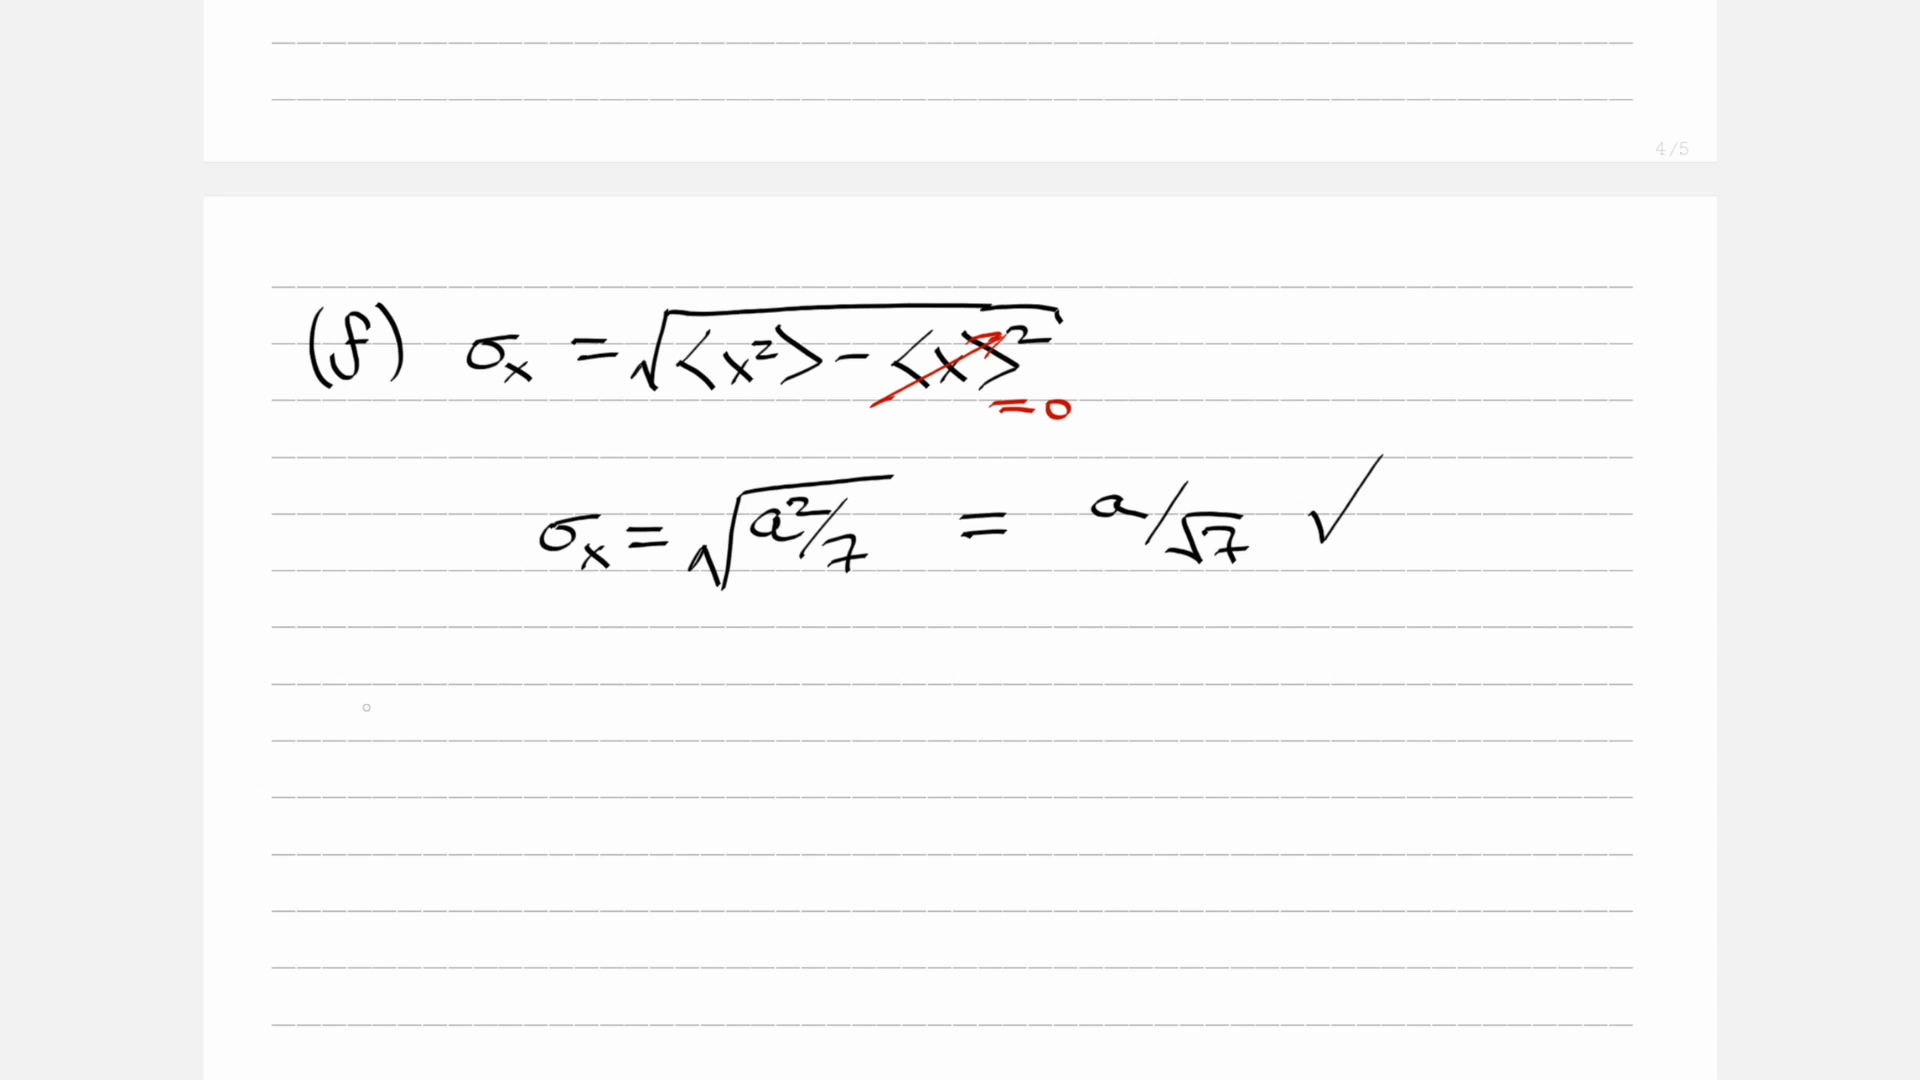 4/5
(f) σₓ = √(⟨x²⟩ - ⟨x⟩²)
= 0
σₓ = √(a²/7) = a/√7 ✓